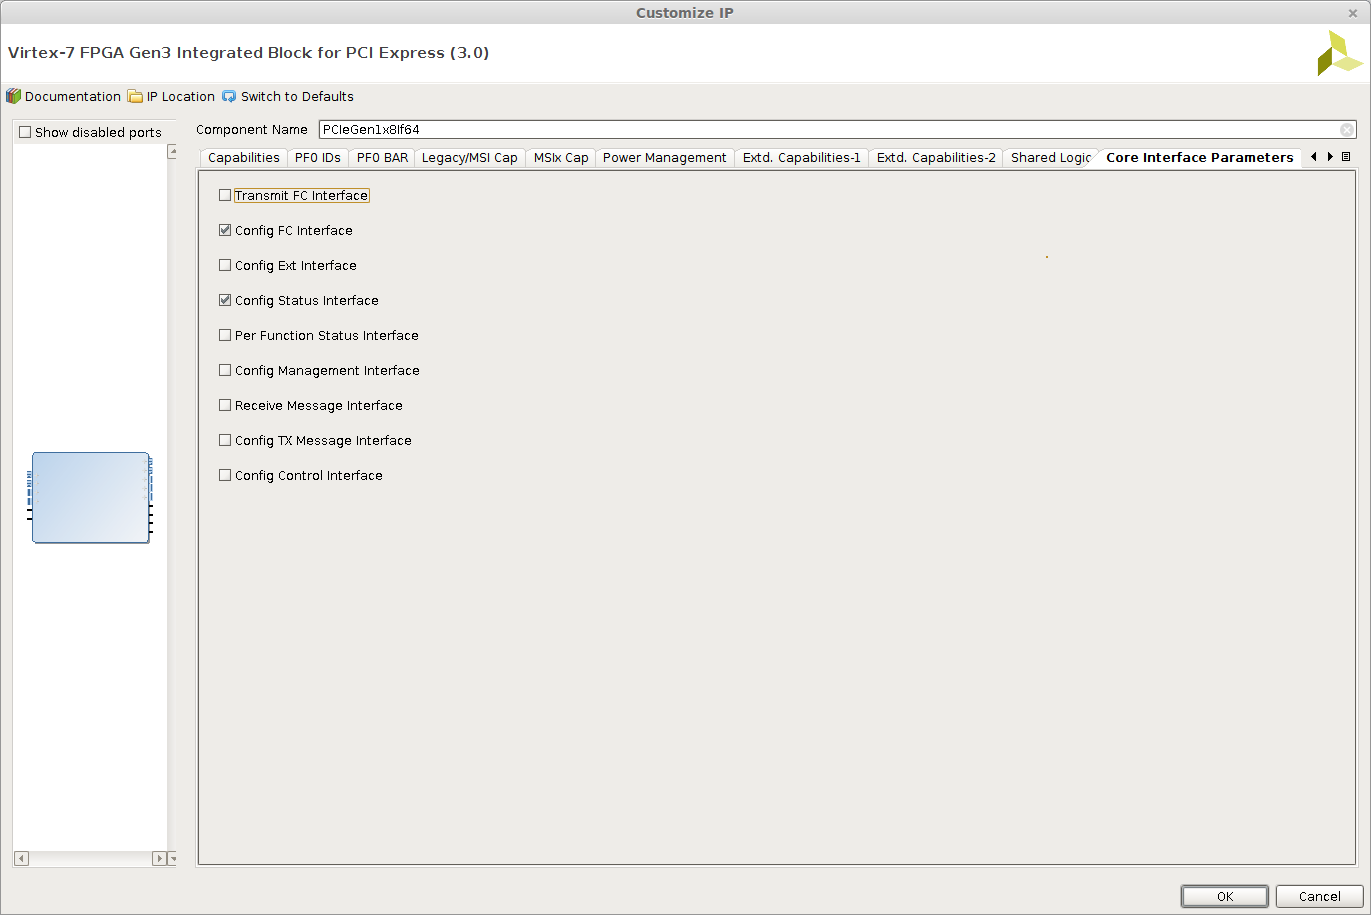 Customize IP
Virtex-7 FPGA Gen3 Integrated Block for PCI Express (3.0)
Documentation IP Location Switch to Defaults
Show disabled ports
Component Name PCIeGen1x8If64
Capabilities PF0 IDs PF0 BAR Legacy/MSI Cap MSIx Cap Power Management Extd. Capabilities-1 Extd. Capabilities-2 Shared Logic Core Interface Parameters
Transmit FC Interface
Config FC Interface
Config Ext Interface
Config Status Interface
Per Function Status Interface
Config Management Interface
Receive Message Interface
Config TX Message Interface
Config Control Interface
OK Cancel